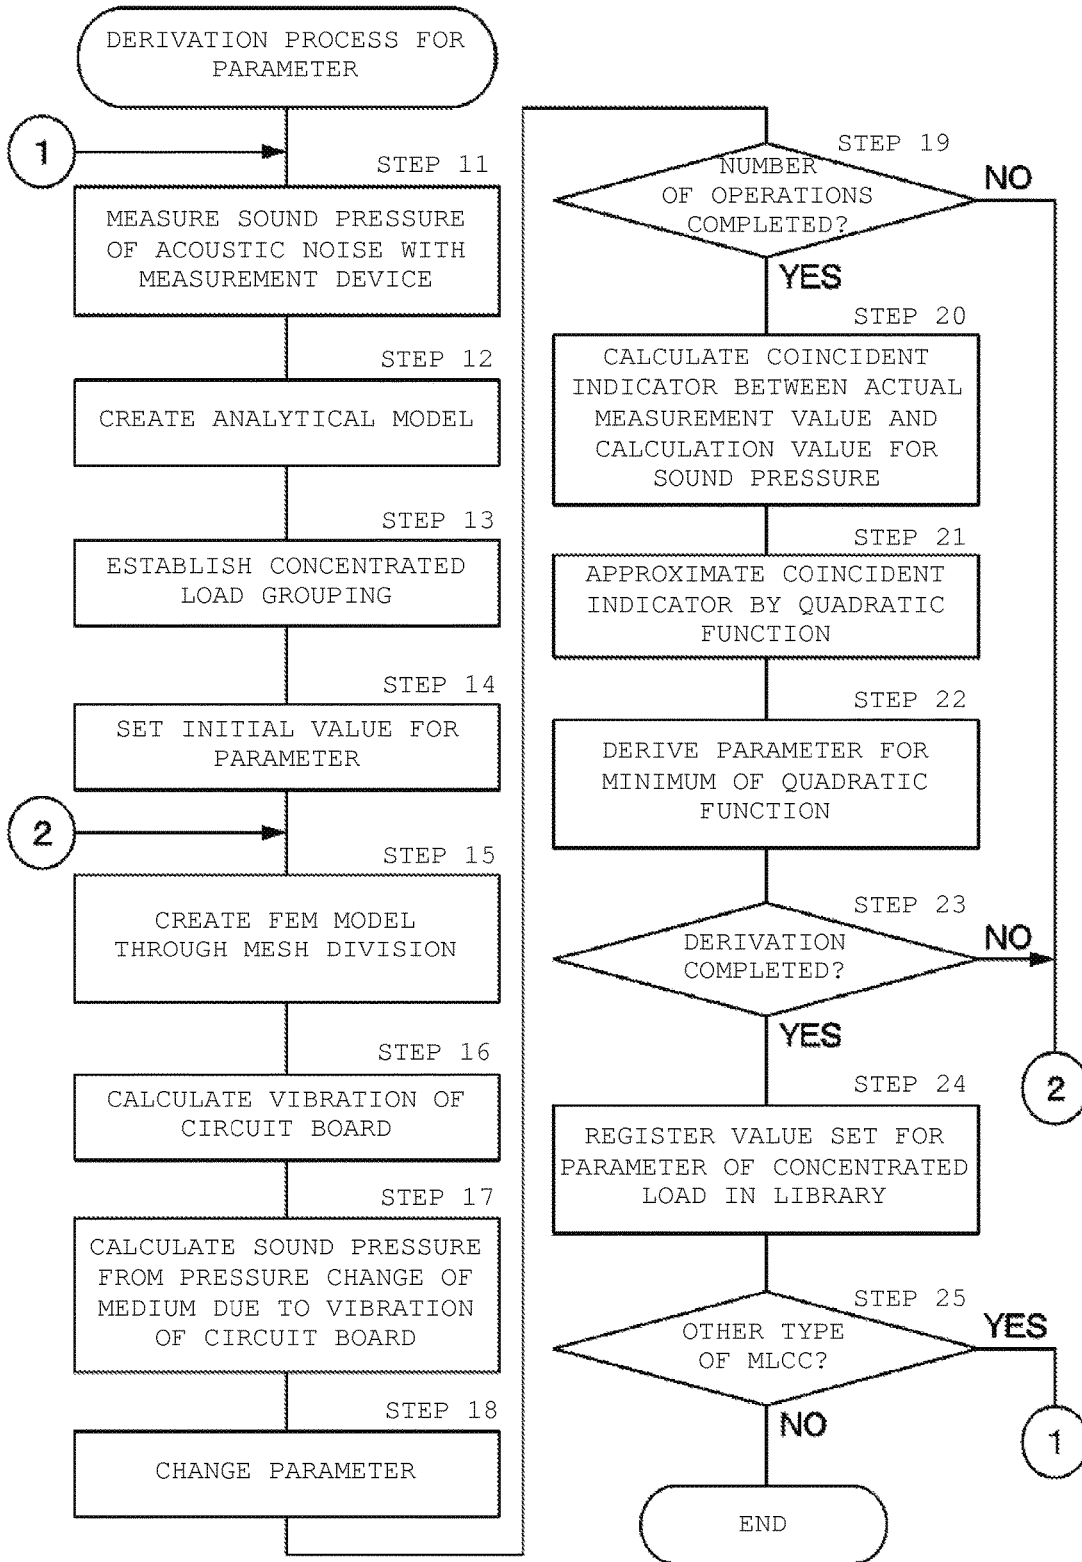 DERIVATION PROCESS FOR
PARAMETER
1
STEP 11
MEASURE SOUND PRESSURE
OF ACOUSTIC NOISE WITH
MEASUREMENT DEVICE
STEP 12
CREATE ANALYTICAL MODEL
STEP 13
ESTABLISH CONCENTRATED
LOAD GROUPING
STEP 14
SET INITIAL VALUE FOR
PARAMETER
2
STEP 15
CREATE FEM MODEL
THROUGH MESH DIVISION
STEP 16
CALCULATE VIBRATION OF
CIRCUIT BOARD
STEP 17
CALCULATE SOUND PRESSURE
FROM PRESSURE CHANGE OF
MEDIUM DUE TO VIBRATION
OF CIRCUIT BOARD
STEP 18
CHANGE PARAMETER
STEP 19
NUMBER
OF OPERATIONS
COMPLETED?
NO
YES
STEP 20
CALCULATE COINCIDENT
INDICATOR BETWEEN ACTUAL
MEASUREMENT VALUE AND
CALCULATION VALUE FOR
SOUND PRESSURE
STEP 21
APPROXIMATE COINCIDENT
INDICATOR BY QUADRATIC
FUNCTION
STEP 22
DERIVE PARAMETER FOR
MINIMUM OF QUADRATIC
FUNCTION
STEP 23
DERIVATION
COMPLETED?
NO
YES
2
STEP 24
REGISTER VALUE SET FOR
PARAMETER OF CONCENTRATED
LOAD IN LIBRARY
STEP 25
OTHER TYPE
OF MLCC?
YES
NO
1
END